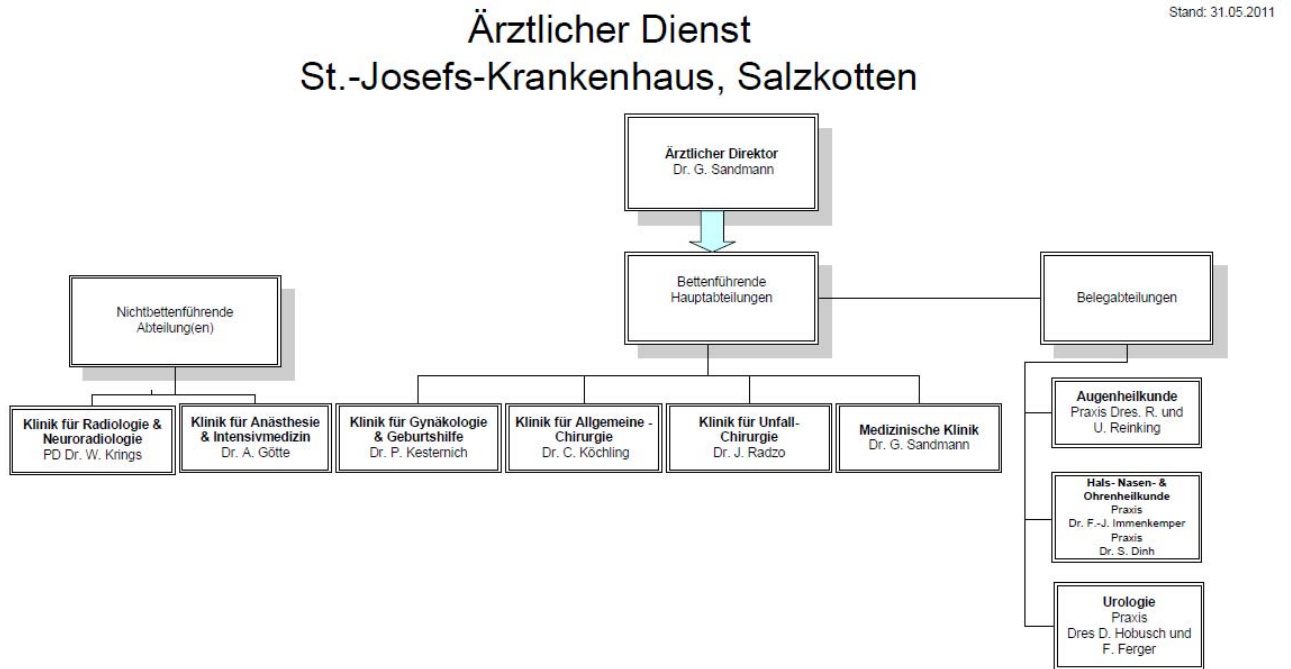 Stand: 31.05.2011
Ärztlicher Dienst
St.-Josefs-Krankenhaus, Salzkotten
Ärztlicher Direktor
Dr. G. Sandmann
Bettenführende
Hauptabteilungen
Belegabteilungen
Nichtbettenführende
Abteilung(en)
Klinik für Radiologie &
Neuroradiologie
PD Dr. W. Krings
Klinik für Anästhesie
& Intensivmedizin
Dr. A. Götte
Klinik für Gynäkologie
& Geburtshilfe
Dr. P. Kesternich
Klinik für Allgemeine -
Chirurgie
Dr. C. Köchling
Klinik für Unfall-
Chirurgie
Dr. J. Radzo
Medizinische Klinik
Dr. G. Sandmann
Augenheilkunde
Praxis Dres. R. und
U. Reinking
Hals- Nasen- &
Ohrenheilkunde
Praxis
Dr. F.-J. Immenkemper
Praxis
Dr. S. Dinh
Urologie
Praxis
Dres D. Hobusch und
F. Ferger